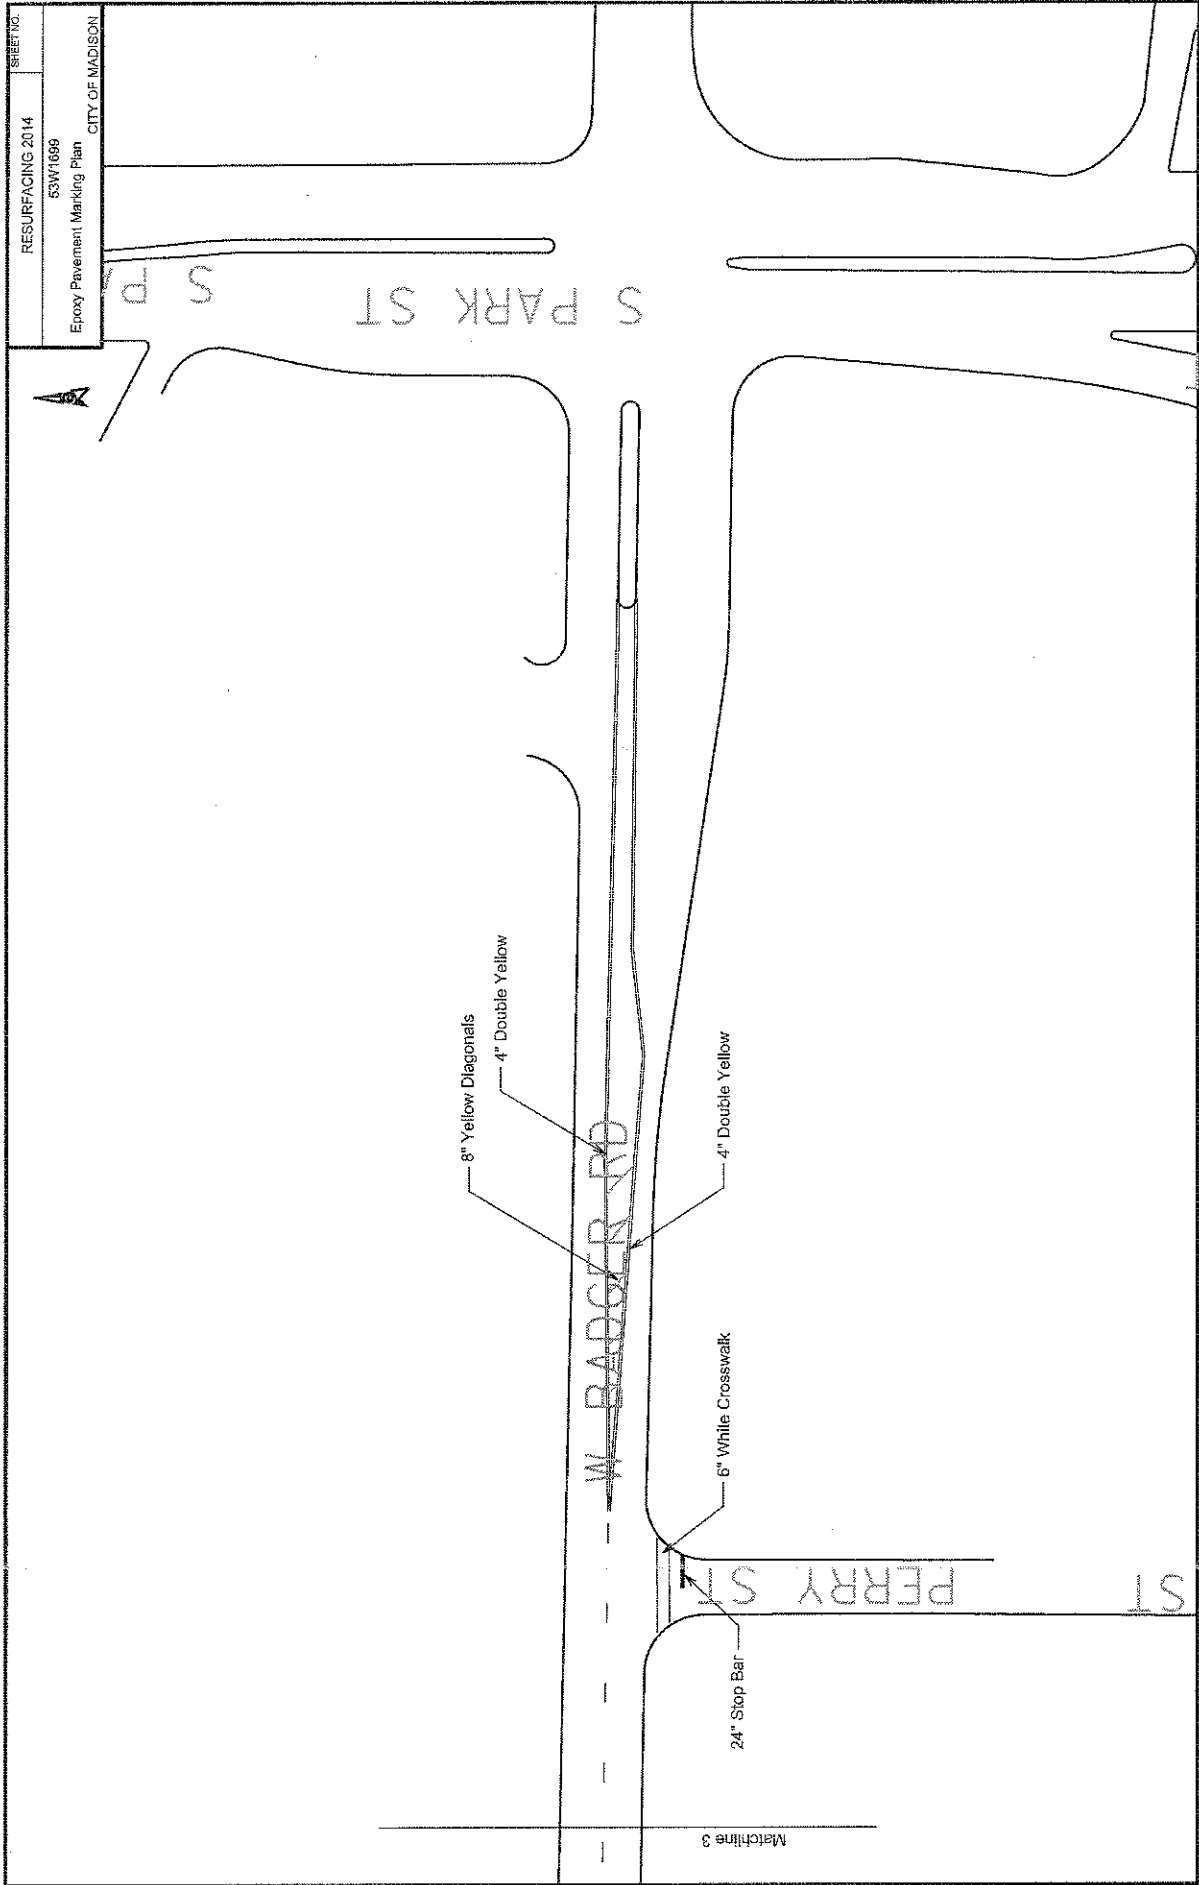 SHEET NO.
RESURFACING 2014
53W1699
Epoxy Pavement Marking Plan
CITY OF MADISON
S
S PARK ST
8" Yellow Diagonals
4" Double Yellow
W BADGER RD
4" Double Yellow
6" While Crosswalk
24" Stop Bar
PERRY ST
ST
Matchline 3